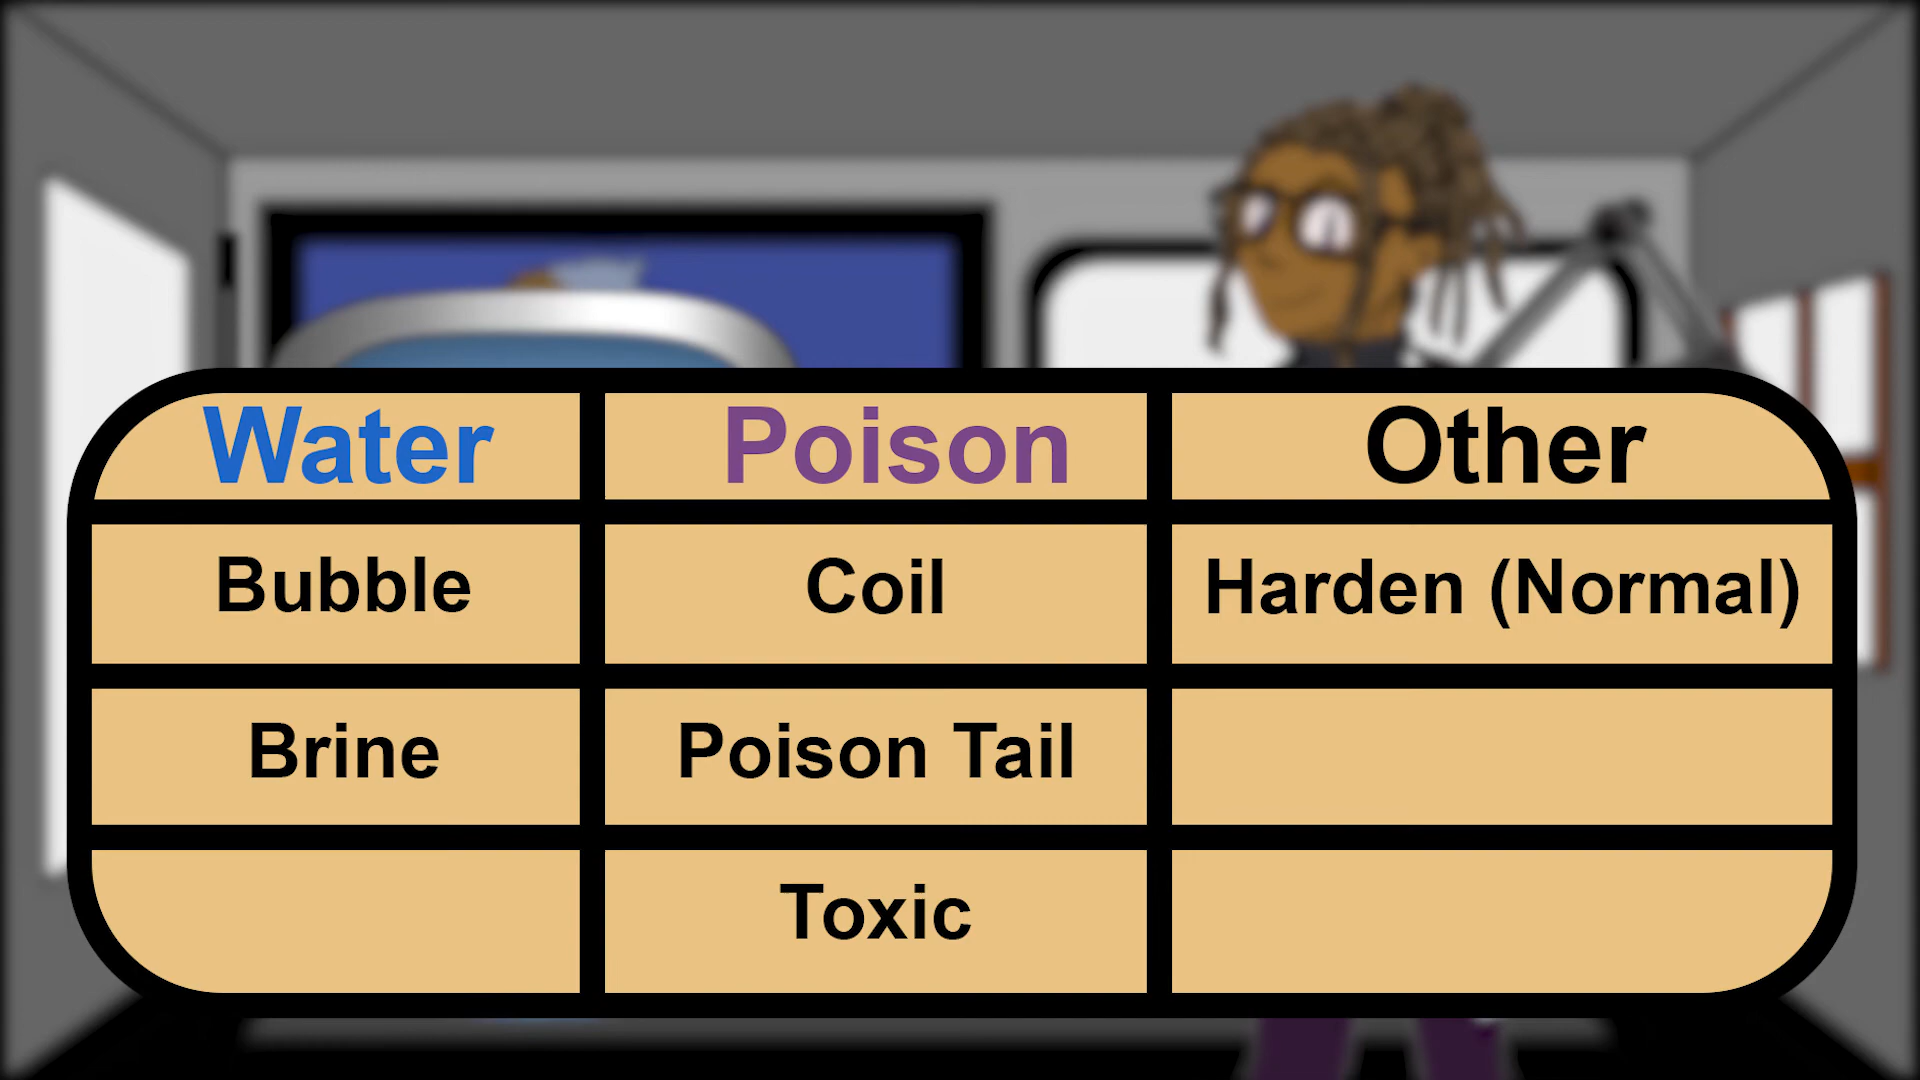 Water Poison Other
Bubble Coil Harden (Normal)
Brine Poison Tail
Toxic